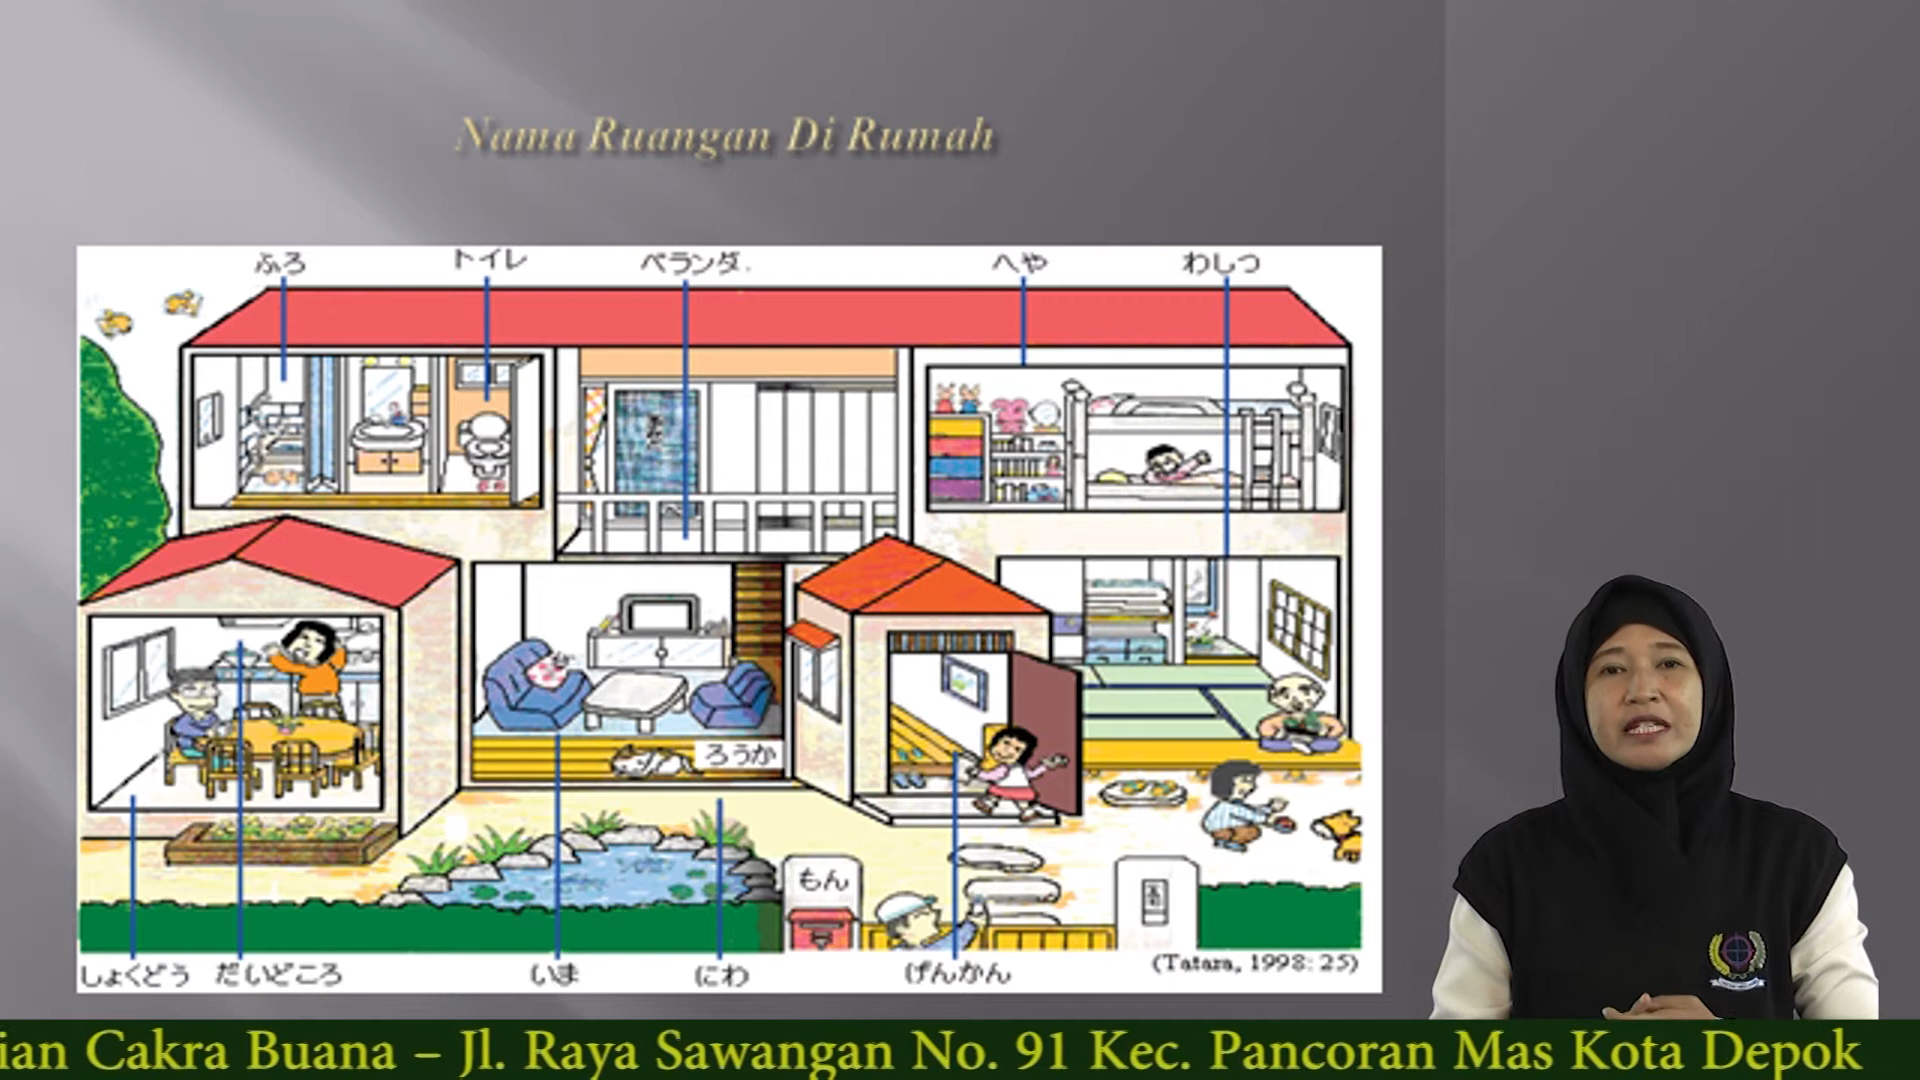 Nama Ruangan Di Rumah
ふろ
トイレ
ベランダ.
へや
わしつ
ろうか
もん
しょくどう
だいどころ
いま
にわ
げんかん
(Tatara, 1998: 25)
ian Cakra Buana – Jl. Raya Sawangan No. 91 Kec. Pancoran Mas Kota Depok